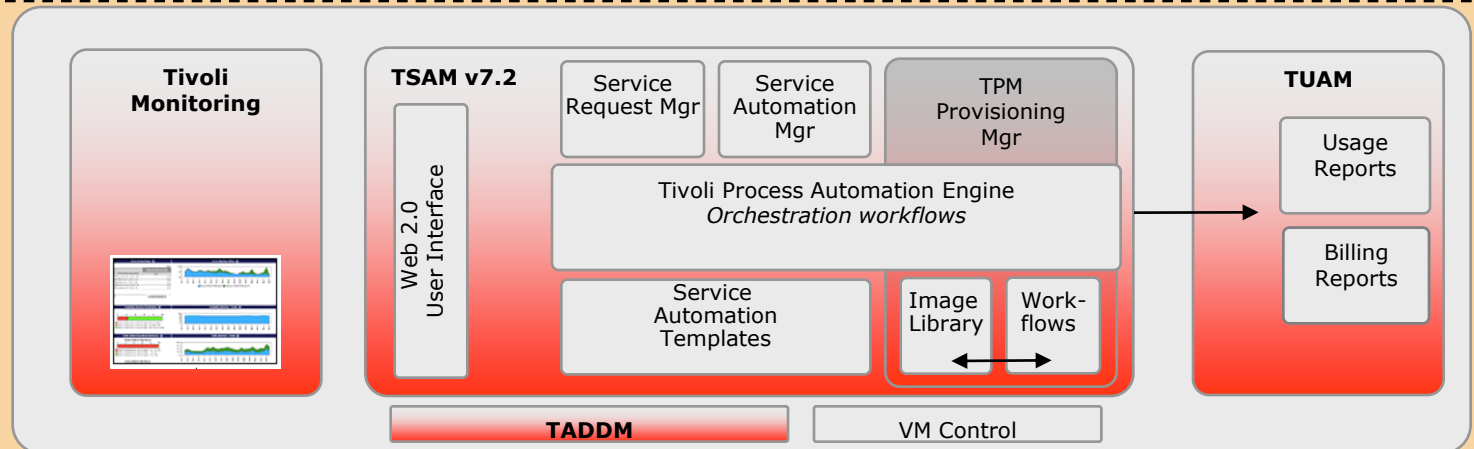 Tivoli
Monitoring
TSAM v7.2
Web 2.0
User Interface
Service
Request Mgr
Service
Automation
Mgr
TPM
Provisioning
Mgr
Tivoli Process Automation Engine
Orchestration workflows
Service
Automation
Templates
Image
Library
Work-
flows
TUAM
Usage
Reports
Billing
Reports
TADDM
VM Control